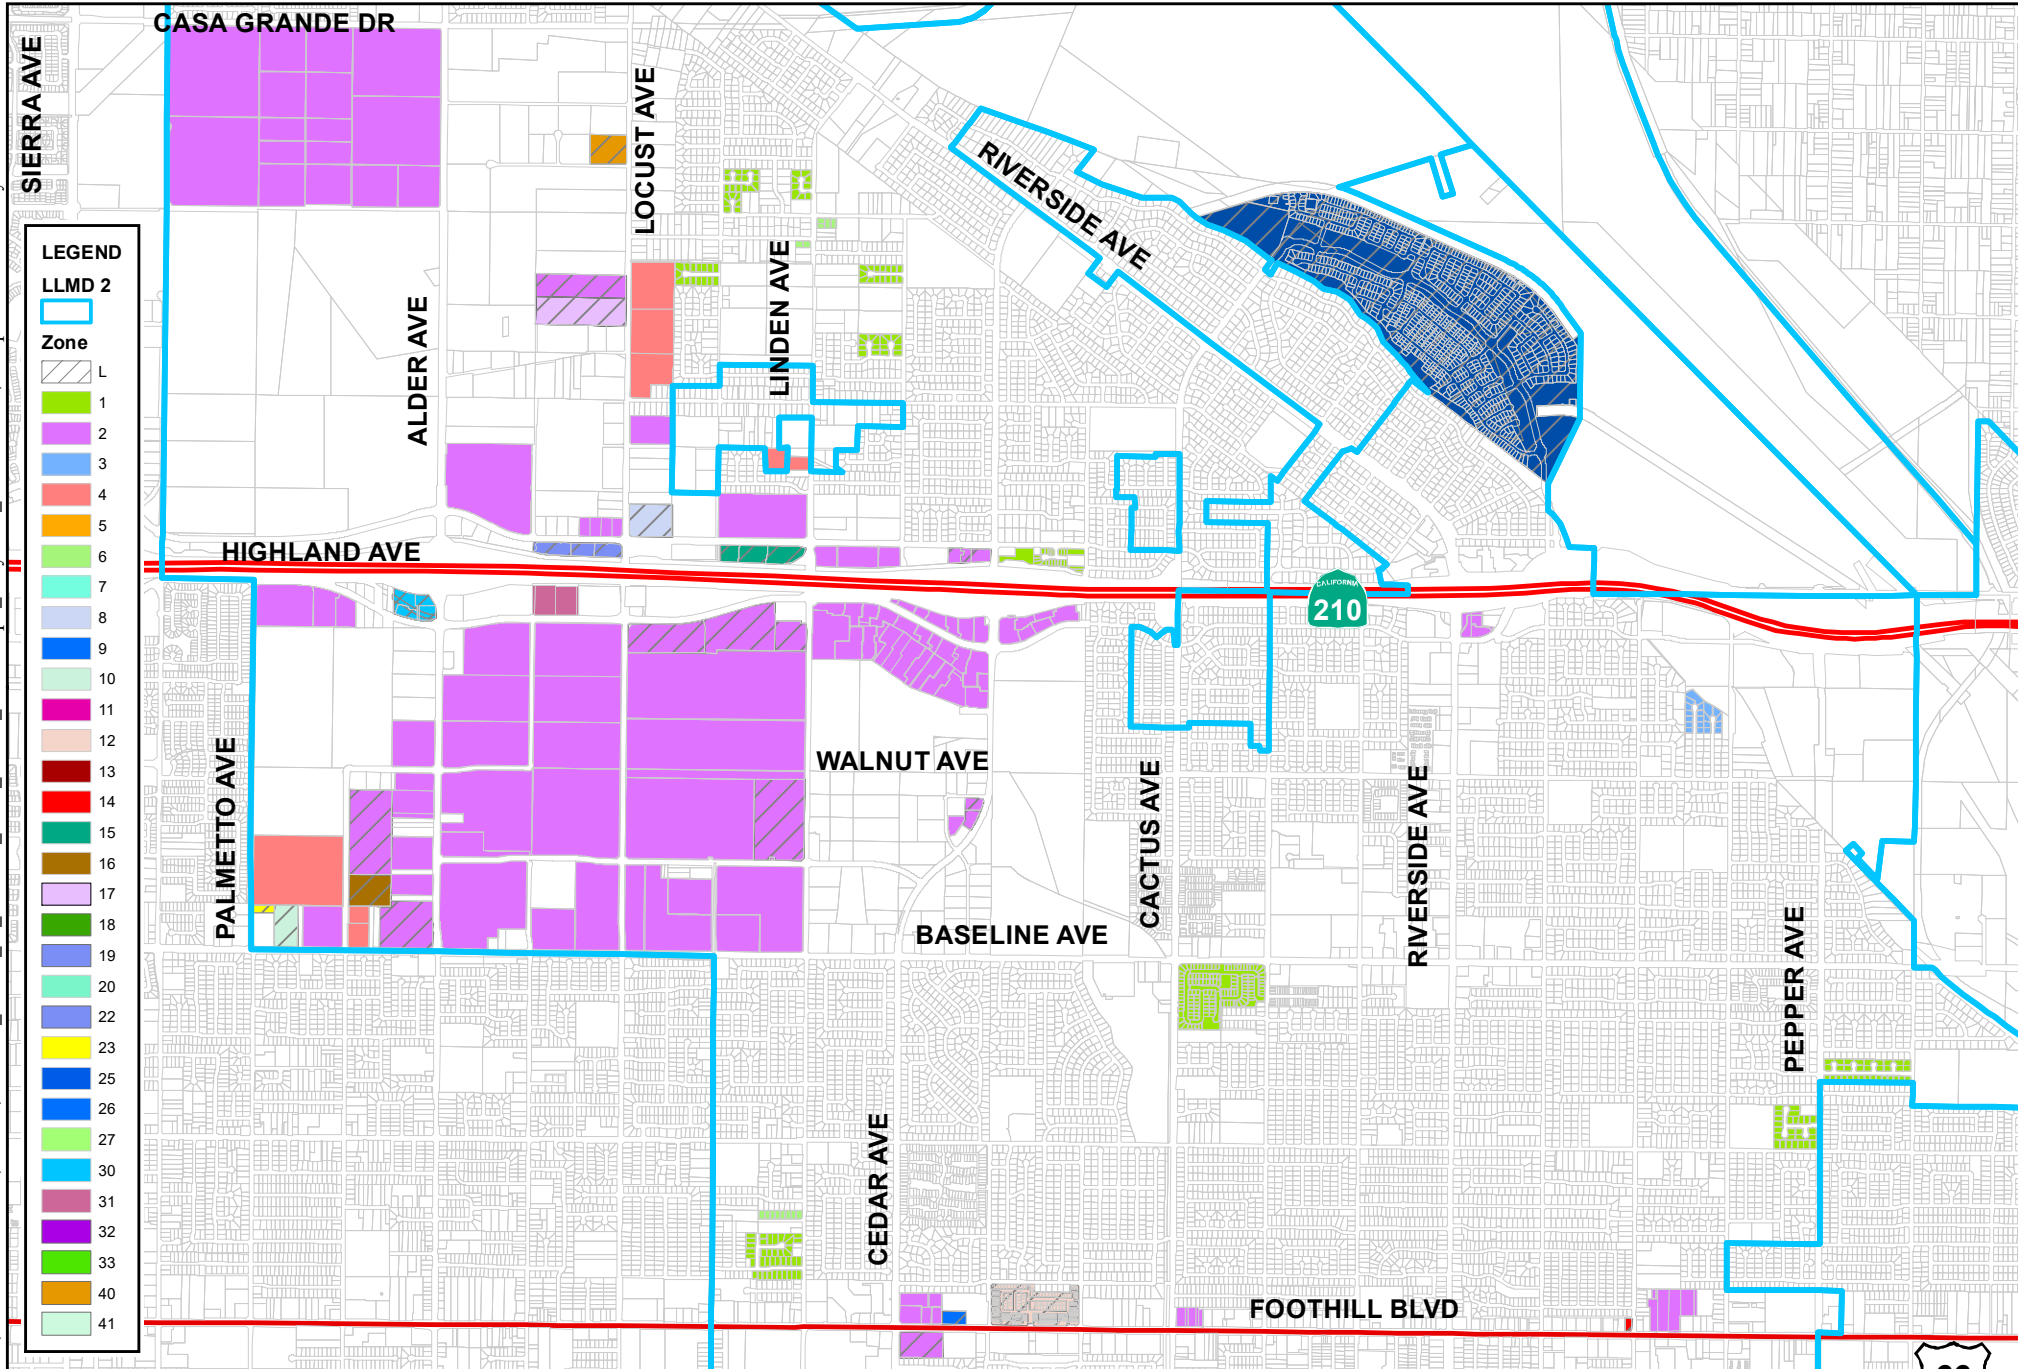 CASA GRANDE DR
SIERRA AVE
LOCUST AVE
RIVERSIDE AVE
LINDEN AVE
ALDER AVE
HIGHLAND AVE
CALIFORNIA
210
PALMETTO AVE
WALNUT AVE
CACTUS AVE
RIVERSIDE AVE
BASELINE AVE
PEPPER AVE
CEDAR AVE
FOOTHILL BLVD
LEGEND
LLMD 2
Zone
L
1
2
3
4
5
6
7
8
9
10
11
12
13
14
15
16
17
18
19
20
22
23
25
26
27
30
31
32
33
40
41